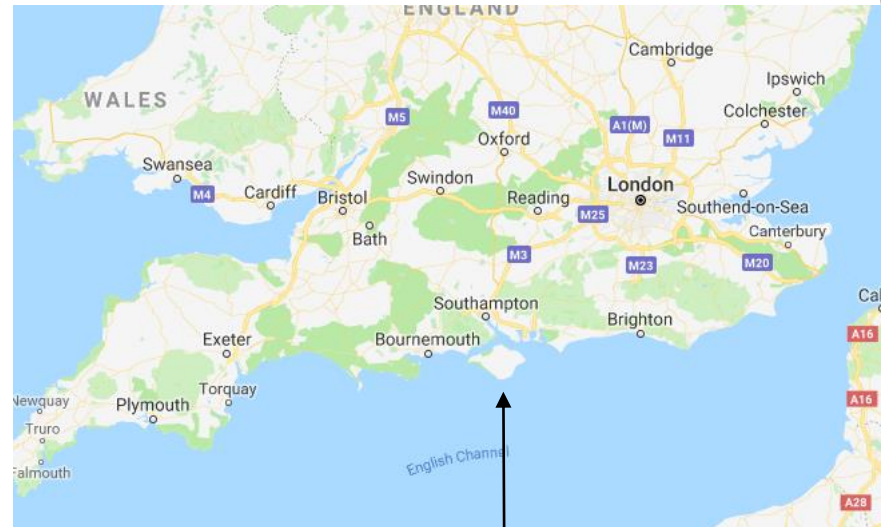 ENGLAND
Cambridge
Ipswich
WALES
M5
M40
A1(M)
M11
Colchester
Oxford
Swansea
M4
Cardiff
Bristol
Swindon
Reading
London
M25
Southend-on-Sea
Bath
Canterbury
M3
M23
M20
Southampton
Cal
Exeter
Bournemouth
Brighton
A16
Torquay
Newquay
Plymouth
A16
Truro
English Channel
Falmouth
A28